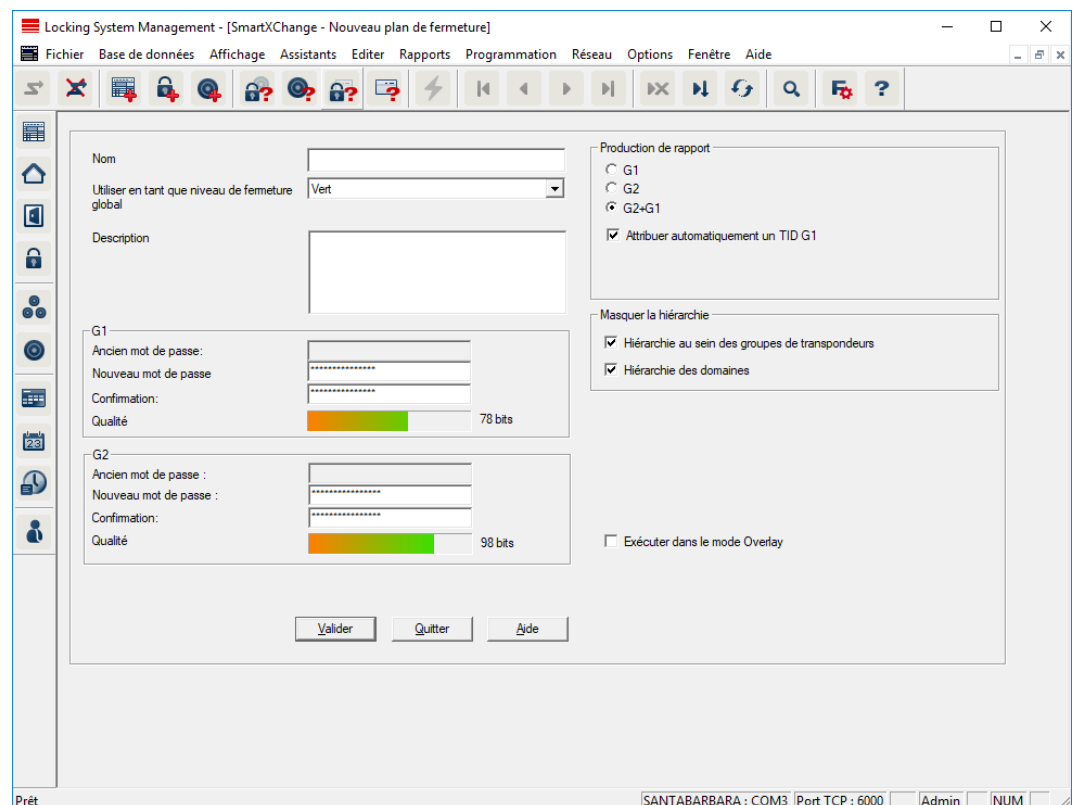 Locking System Management - [SmartXChange - Nouveau plan de fermeture]
Fichier Base de données Affichage Assistants Editer Rapports Programmation Réseau Options Fenêtre Aide
Nom
Utiliser en tant que niveau de fermeture global
Vert
Description
G1
Ancien mot de passe:
Nouveau mot de passe
***************
Confirmation:
***************
Qualité
78 bits
G2
Ancien mot de passe :
Nouveau mot de passe :
****************
Confirmation:
****************
Qualité
98 bits
Valider
Quitter
Aide
Production de rapport
G1
G2
G2+G1
Attribuer automatiquement un TID G1
Masquer la hiérarchie
Hiérarchie au sein des groupes de transpondeurs
Hiérarchie des domaines
Exécuter dans le mode Overlay
23
Prêt
SANTABARBARA : COM3 Port TCP : 6000 Admin NUM